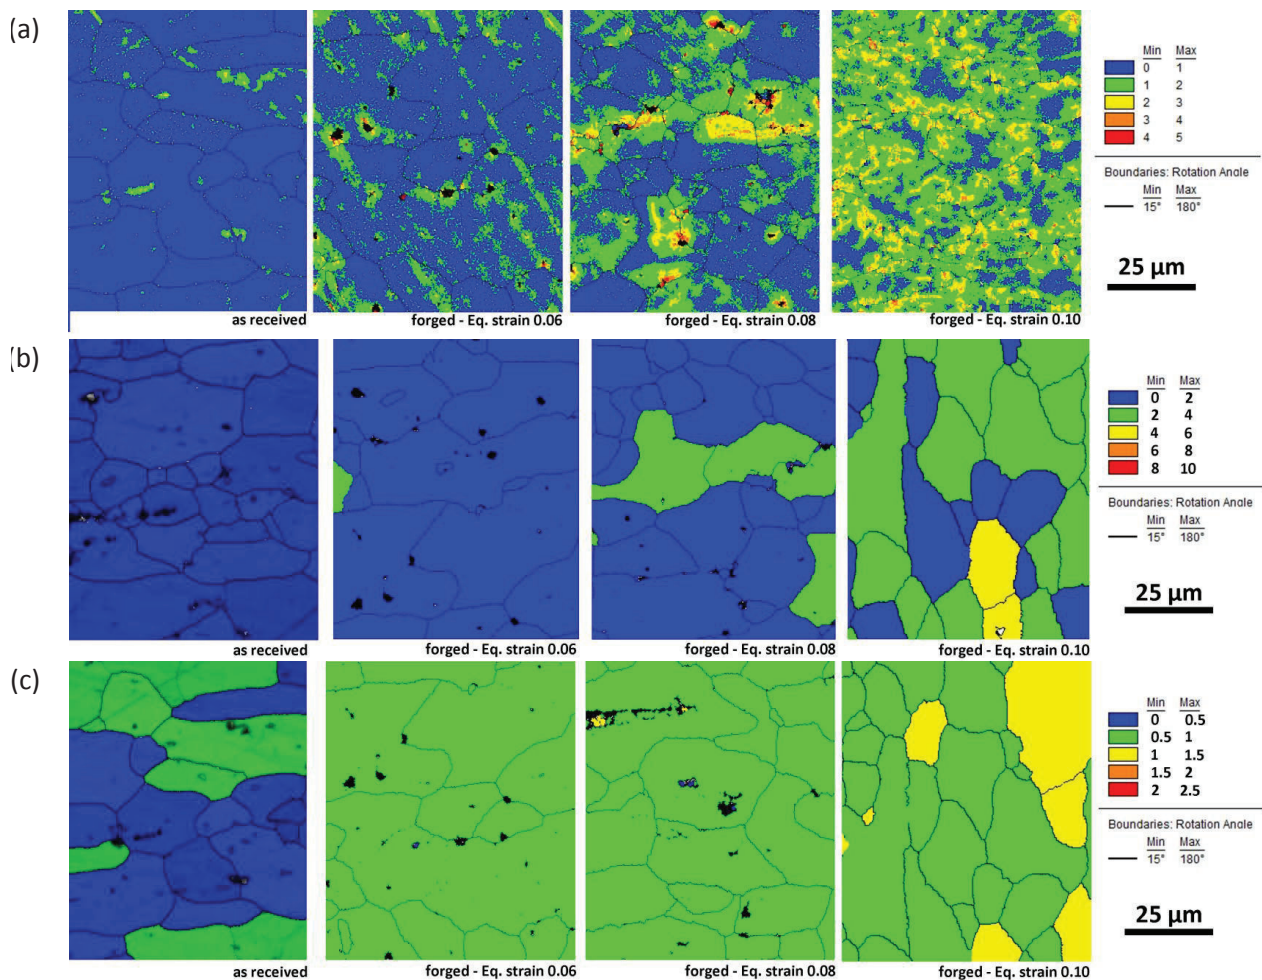 (a)
Min Max
0 1
1 2
2 3
3 4
4 5
Boundaries: Rotation Angle
Min Max
15° 180°
25 µm
as received
forged - Eq. strain 0.06
forged - Eq. strain 0.08
forged - Eq. strain 0.10
(b)
Min Max
0 2
2 4
4 6
6 8
8 10
Boundaries: Rotation Angle
Min Max
15° 180°
25 µm
as received
forged - Eq. strain 0.06
forged - Eq. strain 0.08
forged - Eq. strain 0.10
(c)
Min Max
0 0.5
0.5 1
1 1.5
1.5 2
2 2.5
Boundaries: Rotation Angle
Min Max
15° 180°
25 µm
as received
forged - Eq. strain 0.06
forged - Eq. strain 0.08
forged - Eq. strain 0.10